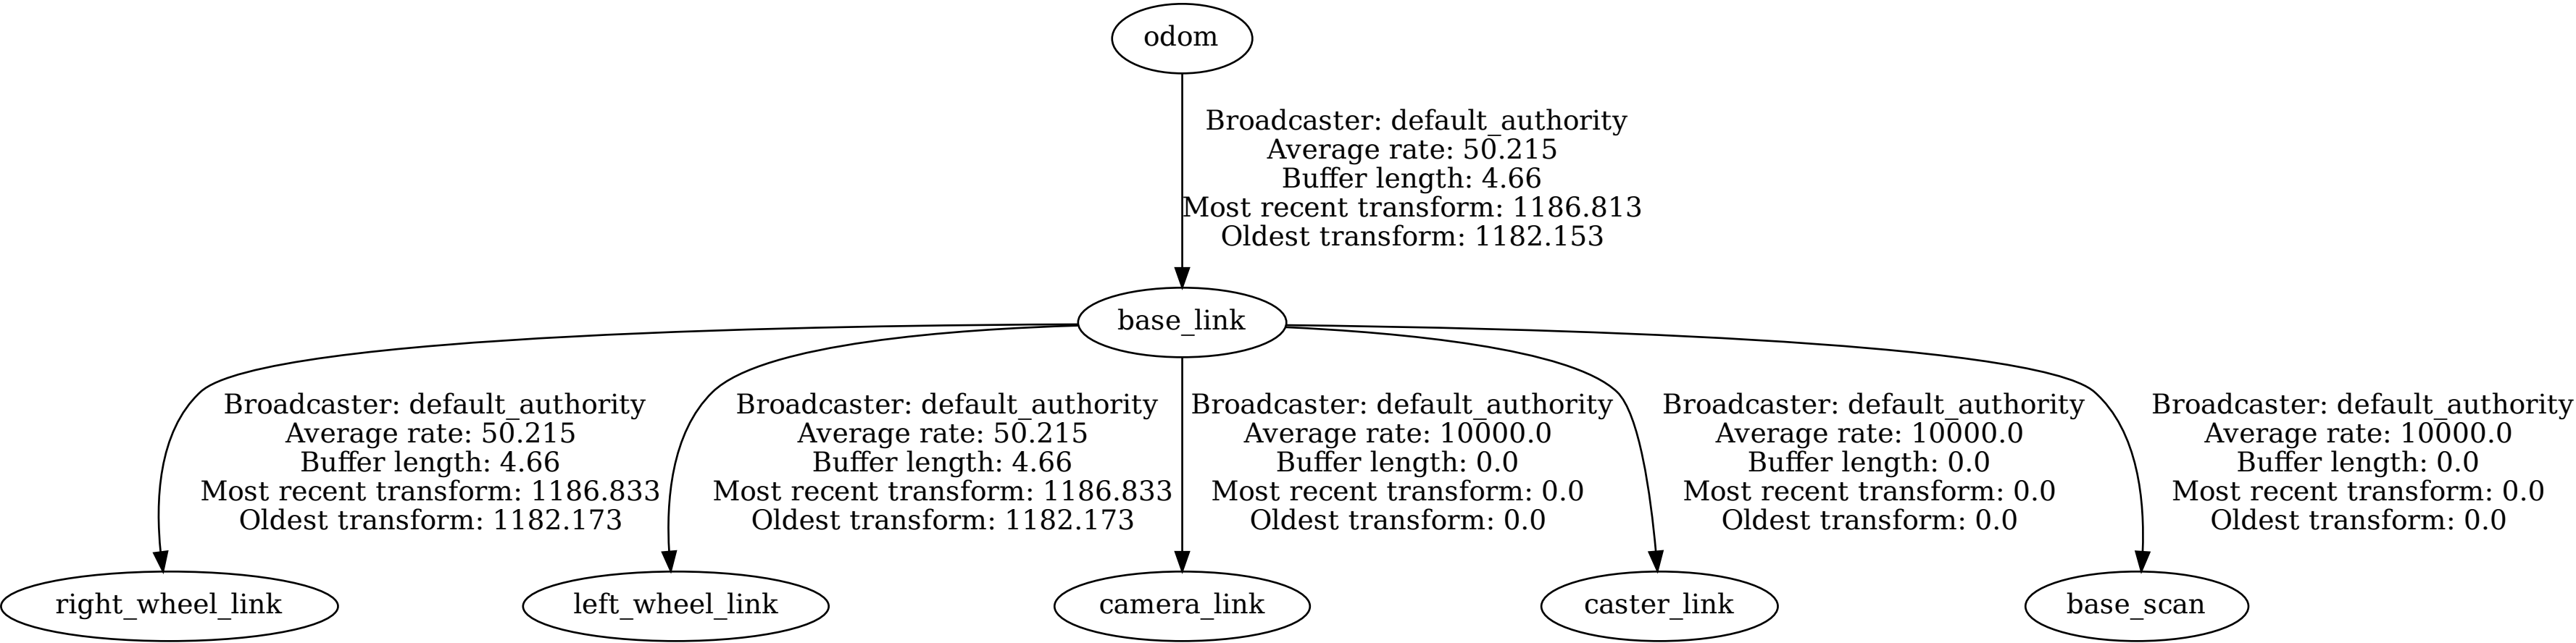 odom
Broadcaster: default_authority
Average rate: 50.215
Buffer length: 4.66
Most recent transform: 1186.813
Oldest transform: 1182.153
base_link
Broadcaster: default_authority
Average rate: 50.215
Buffer length: 4.66
Most recent transform: 1186.833
Oldest transform: 1182.173
Broadcaster: default_authority
Average rate: 50.215
Buffer length: 4.66
Most recent transform: 1186.833
Oldest transform: 1182.173
Broadcaster: default_authority
Average rate: 10000.0
Buffer length: 0.0
Most recent transform: 0.0
Oldest transform: 0.0
Broadcaster: default_authority
Average rate: 10000.0
Buffer length: 0.0
Most recent transform: 0.0
Oldest transform: 0.0
Broadcaster: default_authority
Average rate: 10000.0
Buffer length: 0.0
Most recent transform: 0.0
Oldest transform: 0.0
right_wheel_link
left_wheel_link
camera_link
caster_link
base_scan